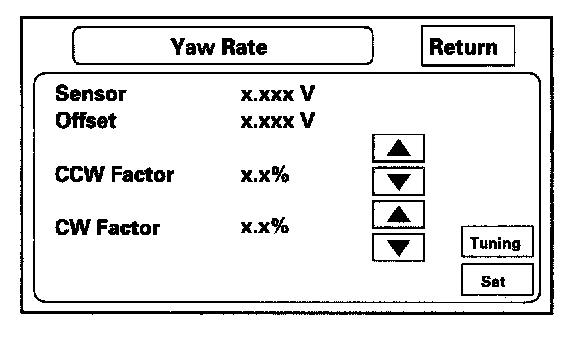 Yaw Rate
Return
Sensor x.xxx V
Offset x.xxx V
CCW Factor x.x%
CW Factor x.x%
Tuning
Set